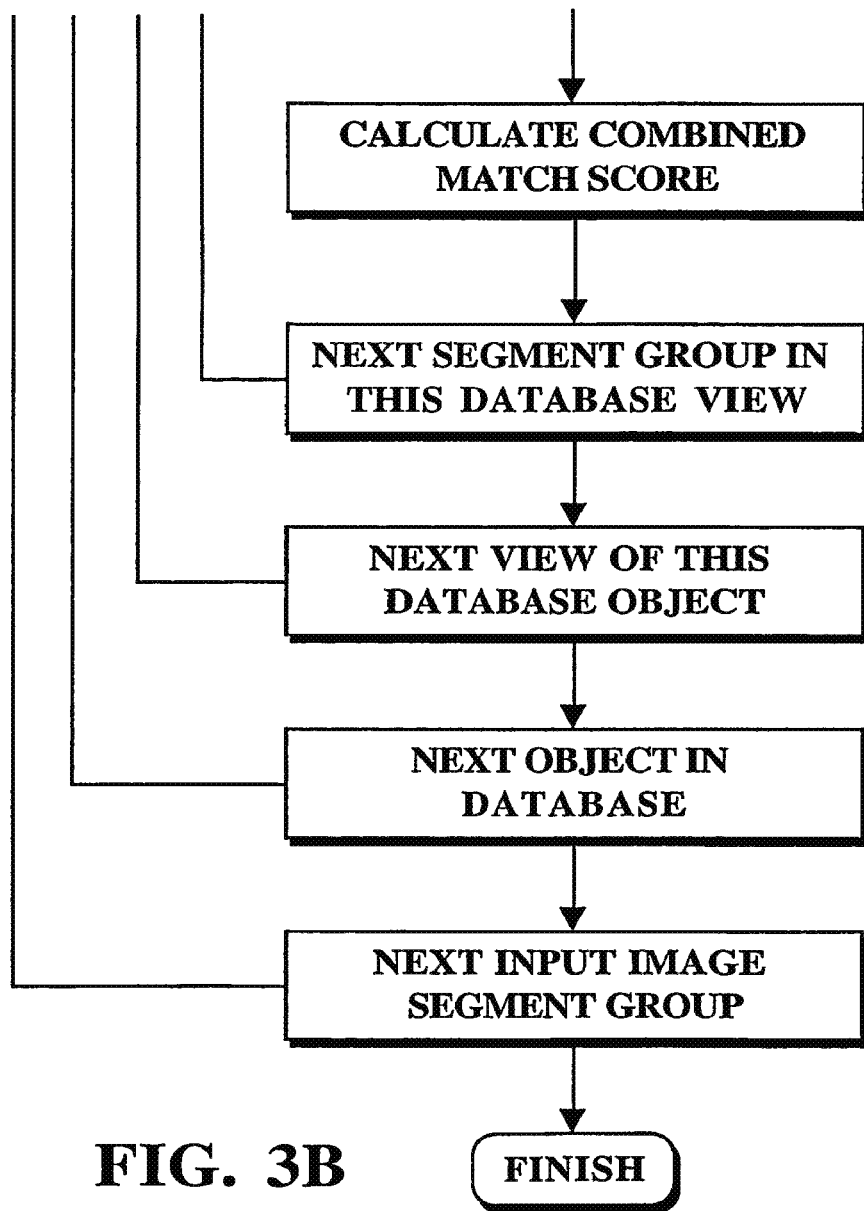 CALCULATE COMBINED
MATCH SCORE
NEXT SEGMENT GROUP IN
THIS DATABASE VIEW
NEXT VIEW OF THIS
DATABASE OBJECT
NEXT OBJECT IN
DATABASE
NEXT INPUT IMAGE
SEGMENT GROUP
FIG. 3B
FINISH